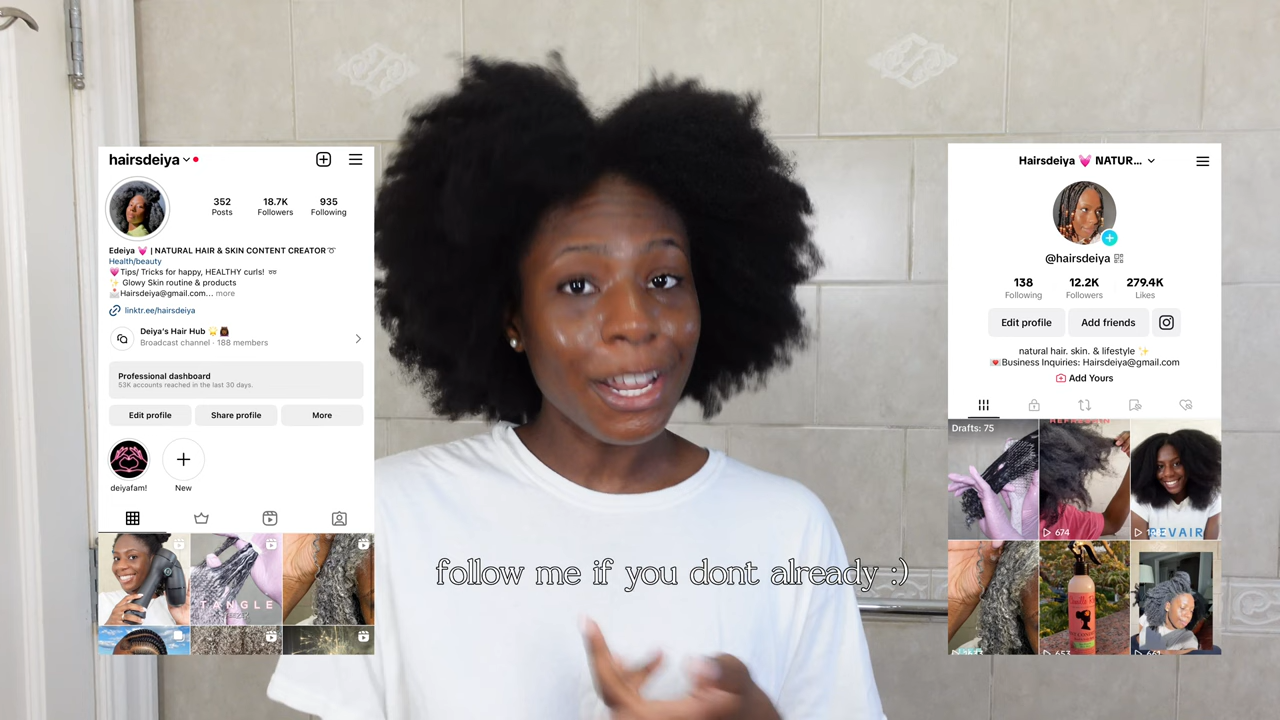 hairsdeiya
352
18.7K
935
Posts
Followers
Following
Edeiya 💗 | NATURAL HAIR & SKIN CONTENT CREATOR➰
Health/beauty
💗Tips/ Tricks for happy, HEALTHY curls! ➿
✨ Glowy Skin routine & products
📩Hairsdeiya@gmail.com... more
linktr.ee/hairsdeiya
Deiya's Hair Hub
Broadcast channel · 188 members
Professional dashboard
53K accounts reached in the last 30 days.
Edit profile
Share profile
More
deiyafam!
New
TANGLE
follow me if you dont already :)
Hairsdeiya 💗 NATUR...
@hairsdeiya
138
12.2K
279.4K
Following
Followers
Likes
Edit profile
Add friends
natural hair. skin. & lifestyle ✨
💌Business Inquiries: Hairsdeiya@gmail.com
Add Yours
Drafts: 75
674
REVAIR
653
661